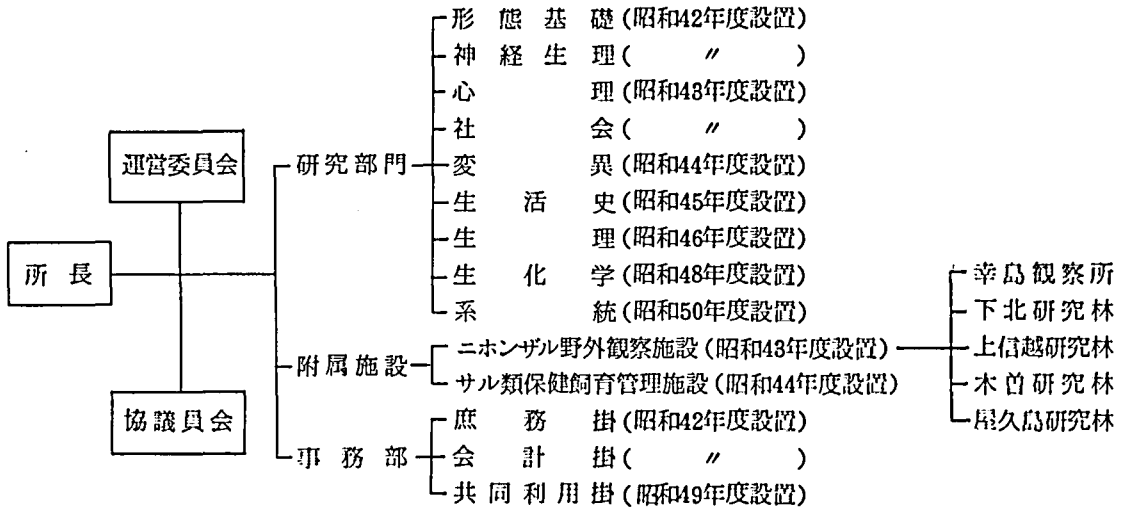 形態基礎(昭和42年度設置)
神経生理( 〃 )
心理(昭和43年度設置)
社会( 〃 )
運営委員会
研究部門
変異(昭和44年度設置)
生活史(昭和45年度設置)
生理(昭和46年度設置)
所長
生化学(昭和48年度設置)
系統(昭和50年度設置)
附属施設
ニホンザル野外観察施設(昭和43年度設置)
サル類保健飼育管理施設(昭和44年度設置)
幸島観察所
下北研究林
上信越研究林
木曽研究林
屋久島研究林
協議員会
事務部
庶務掛(昭和42年度設置)
会計掛( 〃 )
共同利用掛(昭和49年度設置)